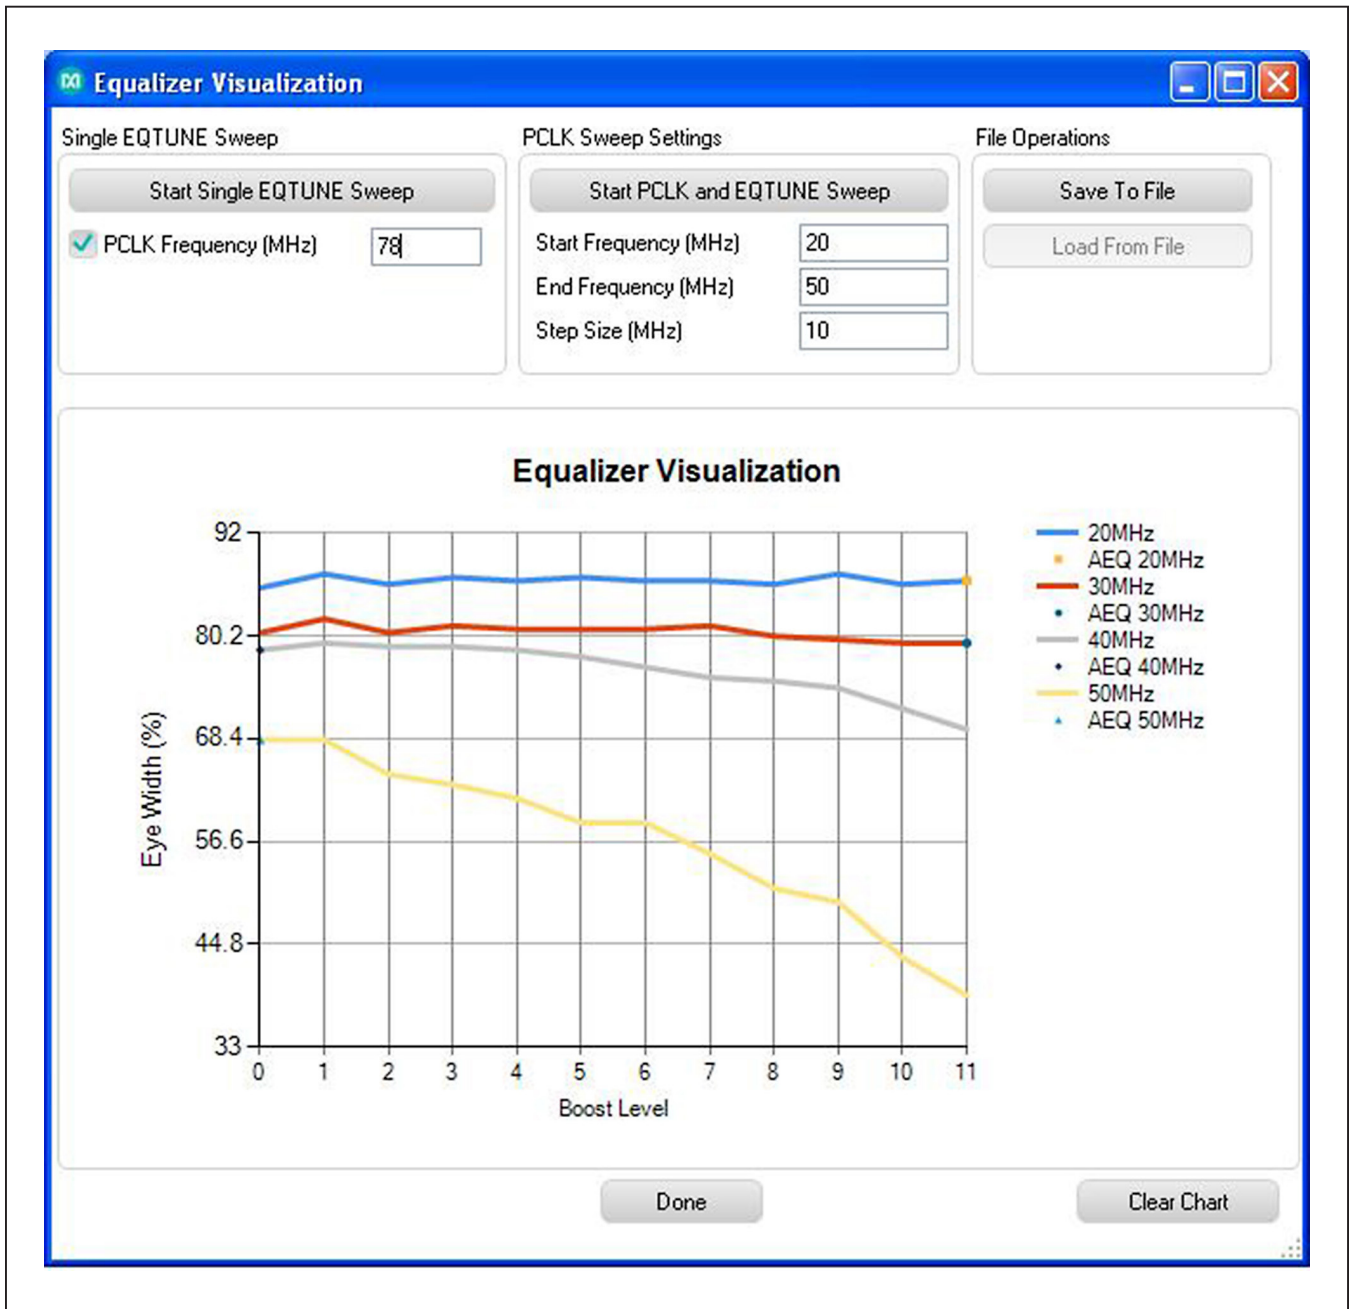 Equalizer Visualization
Single EQTUNE Sweep
Start Single EQTUNE Sweep
PCLK Frequency (MHz)
78
PCLK Sweep Settings
Start PCLK and EQTUNE Sweep
Start Frequency (MHz)
20
End Frequency (MHz)
50
Step Size (MHz)
10
File Operations
Save To File
Load From File
Equalizer Visualization
92
80.2
68.4
56.6
44.8
33
Eye Width (%)
0 1 2 3 4 5 6 7 8 9 10 11
Boost Level
20MHz
AEQ 20MHz
30MHz
AEQ 30MHz
40MHz
AEQ 40MHz
50MHz
AEQ 50MHz
Done
Clear Chart